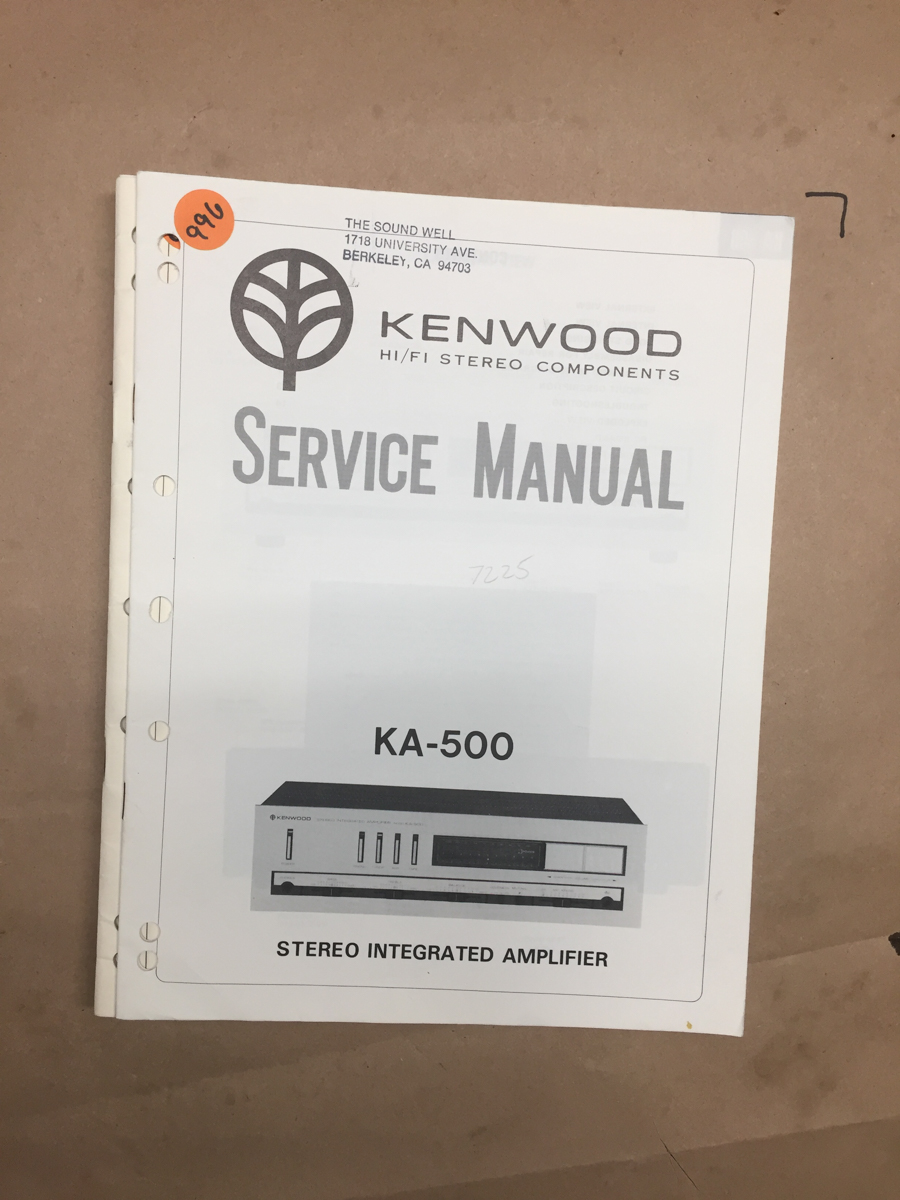 996
THE SOUND WELL
1718 UNIVERSITY AVE.
BERKELEY, CA 94703
KENWOOD
HI/FI STEREO COMPONENTS
SERVICE MANUAL
7225
KA-500
KENWOOD
STEREO INTEGRATED AMPLIFIER